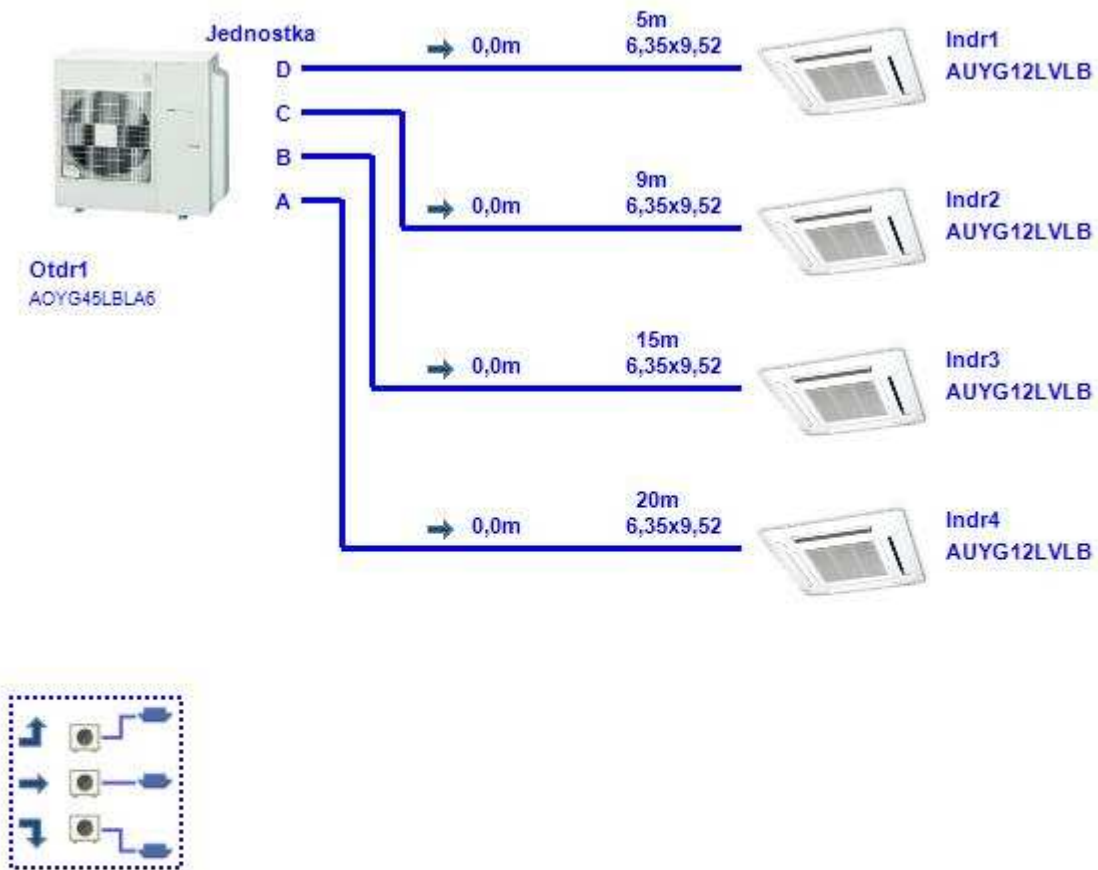 Jednostka
D
C
B
A
Otdr1
AOYG45LBLA6
0,0m
5m
6,35x9,52
Indr1
AUYG12LVLB
0,0m
9m
6,35x9,52
Indr2
AUYG12LVLB
0,0m
15m
6,35x9,52
Indr3
AUYG12LVLB
0,0m
20m
6,35x9,52
Indr4
AUYG12LVLB